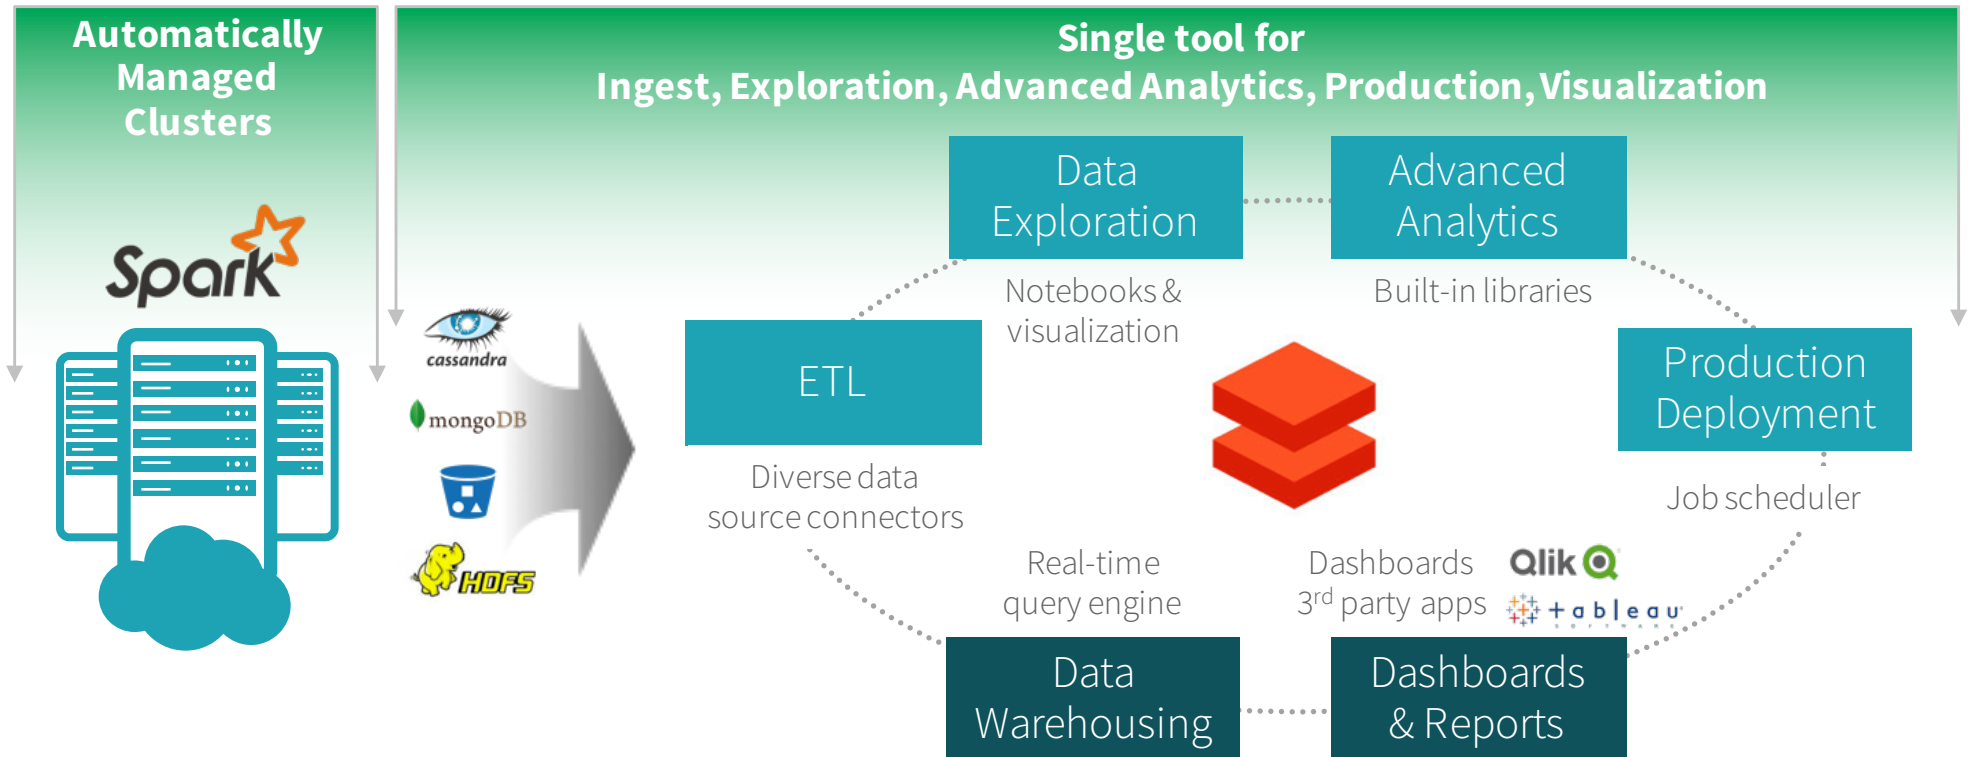 Automatically
Managed
Clusters
Single tool for
Ingest, Exploration, Advanced Analytics, Production, Visualization
Spark
cassandra
mongoDB
HDFS
ETL
Diverse data
source connectors
Data
Exploration
Notebooks &
visualization
Advanced
Analytics
Built-in libraries
Production
Deployment
Job scheduler
Real-time
query engine
Data
Warehousing
Dashboards
3rd party apps
Qlik
+ableau
SOFTWARE
Dashboards
& Reports